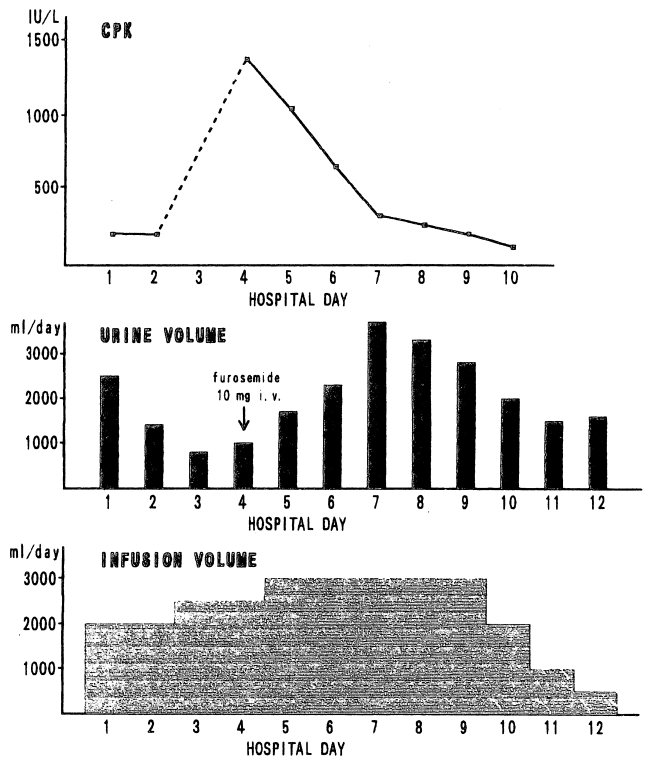 IU/L
CPK
1500
1000
500
1 2 3 4 5 6 7 8 9 10
HOSPITAL DAY
ml/day
URINE VOLUME
3000
furosemide
10 mg i.v.
2000
1000
1 2 3 4 5 6 7 8 9 10 11 12
HOSPITAL DAY
ml/day
INFUSION VOLUME
3000
2000
1000
1 2 3 4 5 6 7 8 9 10 11 12
HOSPITAL DAY